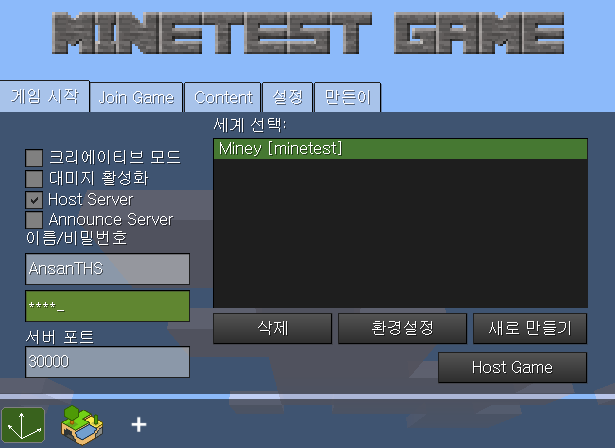 MINETEST GAME
게임 시작 Join Game Content 설정 만든이
세계 선택:
Miney [minetest]
크리에이티브 모드
대미지 활성화
Host Server
Announce Server
이름/비밀번호
AnsanTHS
****_
서버 포트
30000
삭제 환경설정 새로 만들기
Host Game
+